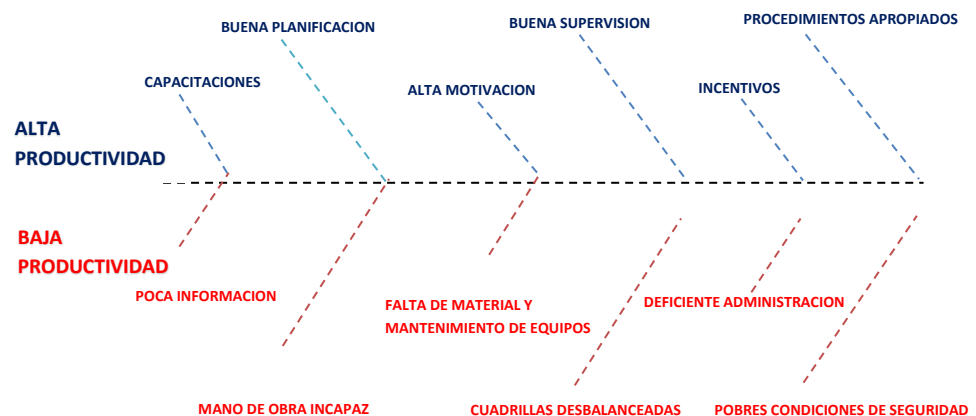 PROCEDIMIENTOS APROPIADOS
BUENA PLANIFICACION
BUENA SUPERVISION
CAPACITACIONES
ALTA MOTIVACION
INCENTIVOS
ALTA
PRODUCTIVIDAD
BAJA
PRODUCTIVIDAD
POCA INFORMACION
FALTA DE MATERIAL Y
MANTENIMIENTO DE EQUIPOS
DEFICIENTE ADMINISTRACION
MANO DE OBRA INCAPAZ
CUADRILLAS DESBALANCEADAS
POBRES CONDICIONES DE SEGURIDAD